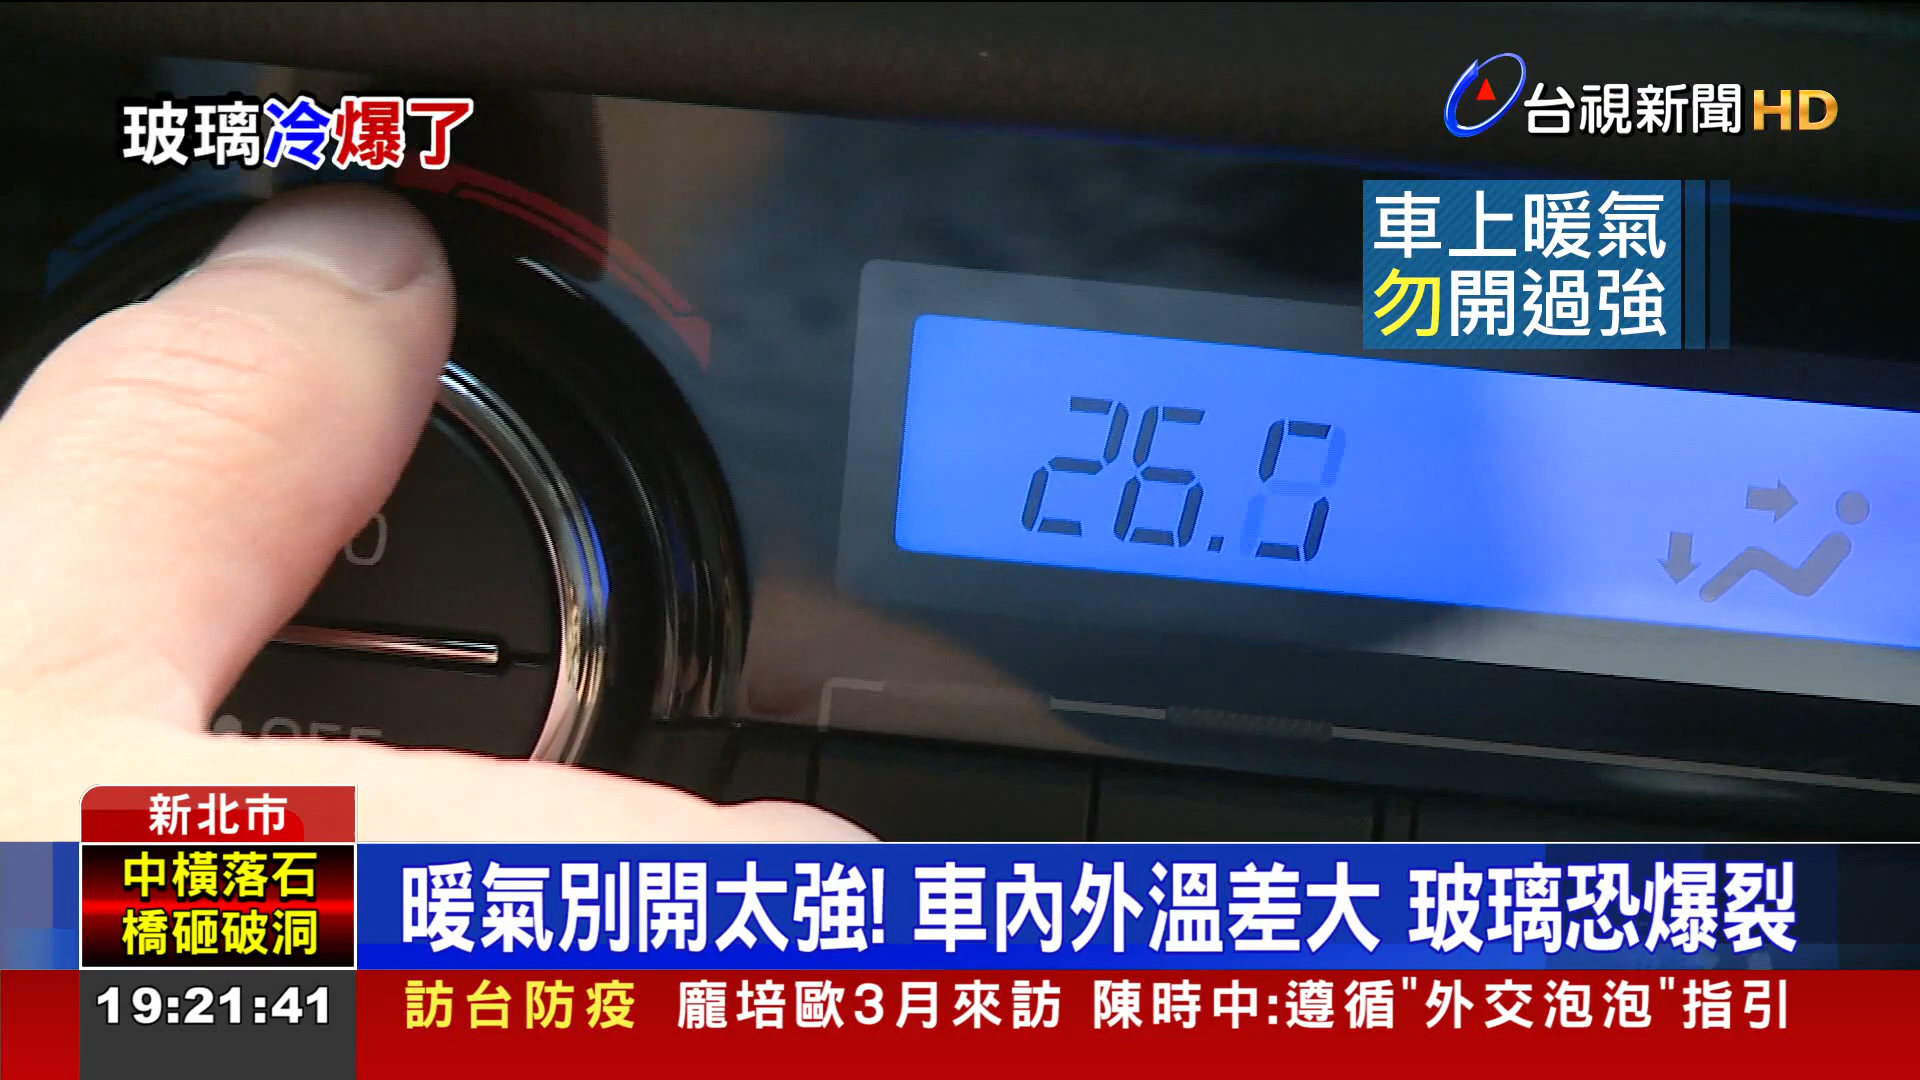 玻璃冷爆了
台視新聞HD
車上暖氣
勿開過強
26.5
OFF
新北市
中橫落石
橋砸破洞
暖氣別開太強! 車內外溫差大 玻璃恐爆裂
19:21:41
訪台防疫 龐培歐3月來訪 陳時中:遵循"外交泡泡"指引